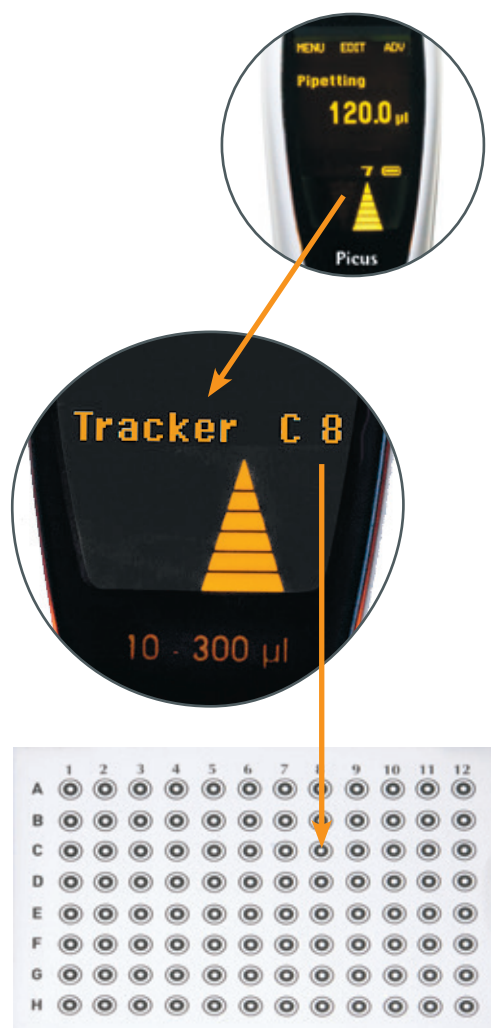 MENU EDIT ADV
Pipetting
120.0 µl
7
Picus
Tracker C 8
10 - 300 µl
1 2 3 4 5 6 7 8 9 10 11 12
A
B
C
D
E
F
G
H